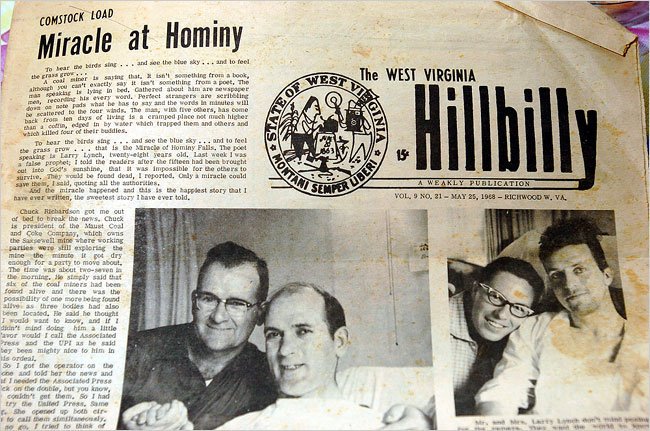 COMSTOCK LOAD
Miracle at Hominy
To hear the birds sing . . . and see the blue sky . . . and to feel
the grass grow . . .
A coal miner is saying that. It isn't something from a book,
although you can't exactly say it isn't something from a poet. The
man speaking is lying in bed. Gathered about him are newspaper
men, recording his every word. Perfect strangers are scribbling
down on note pads what he has to say and the words in minutes will
be scattered to the four winds. The man, with five others, has come
back from ten days of living in a cramped place not much higher
than a coffin, edged in by water which trapped them and others and
which killed four of their buddies.
To hear the birds sing . . . and see the blue sky . . . and to feel
the grass grow . . . that is the Miracle of Hominy Falls. The poet
speaking is Larry Lynch, twenty-eight years old. Last week I was
a false prophet; I told the readers after the fifteen had been brought
out into God's sunshine, that it was impossible for the others to
survive. They would be found dead, I reported. Only a miracle could
save them, I said, quoting all the authorities.
And the miracle happened and this is the happiest story that I
have ever written, the sweetest story I have ever told.
Chuck Richardson got me out
of bed to break the news. Chuck
is president of the Maust Coal
and Coke Company, which owns
the Sassewell mine where working
parties were still exploring the
mine the minute it got dry
enough for a party to move about.
The time was about two-seven in
the morning. He simply said that
six of the coal miners had been
found alive and there was the
possibility of one more being found
alive as three bodies had also
been located. He said he thought
I would want to know, and if I
didn't mind doing him a little
favor would I call the Associated
Press and the UPI as he said
they been mighty nice to him in
his ordeal.
So I got the operator on the
told her and news and
if I needed the Associated Press
on the double, but you know,
couldn't get them. So I had
try the United Press. Same
She opened up both
to call them simultaneously.
so go, I tried to think of
The WEST VIRGINIA
Hillbilly
15¢
A WEEKLY PUBLICATION
STATE OF WEST VIRGINIA
MONTANI SEMPER LIBERI
VOL. 9 NO. 21 — MAY 25, 1968 — RICHWOOD W. VA.
Mr. and Mrs. Larry Lynch don't mind posing
for the camera. They want the world to know